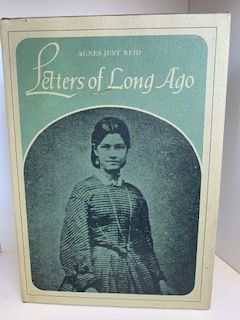 AGNES JUST REID
Letters of Long Ago